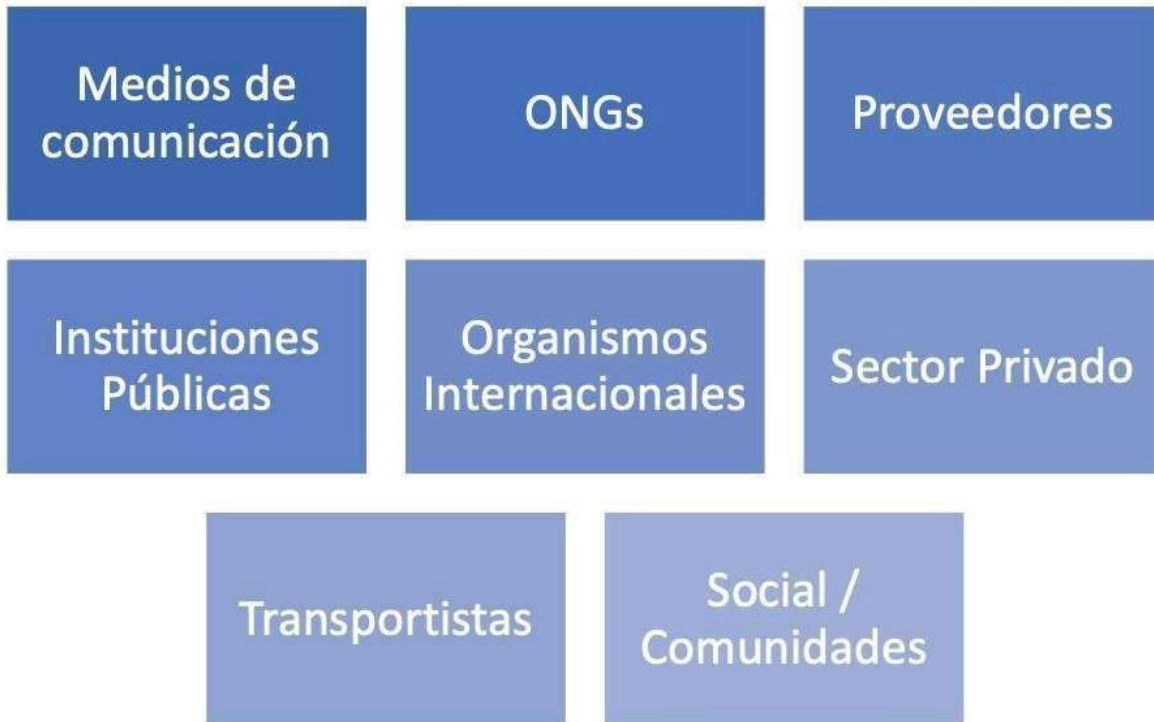 Medios de
comunicación
ONGs
Proveedores
Instituciones
Públicas
Organismos
Internacionales
Sector Privado
Transportistas
Social /
Comunidades